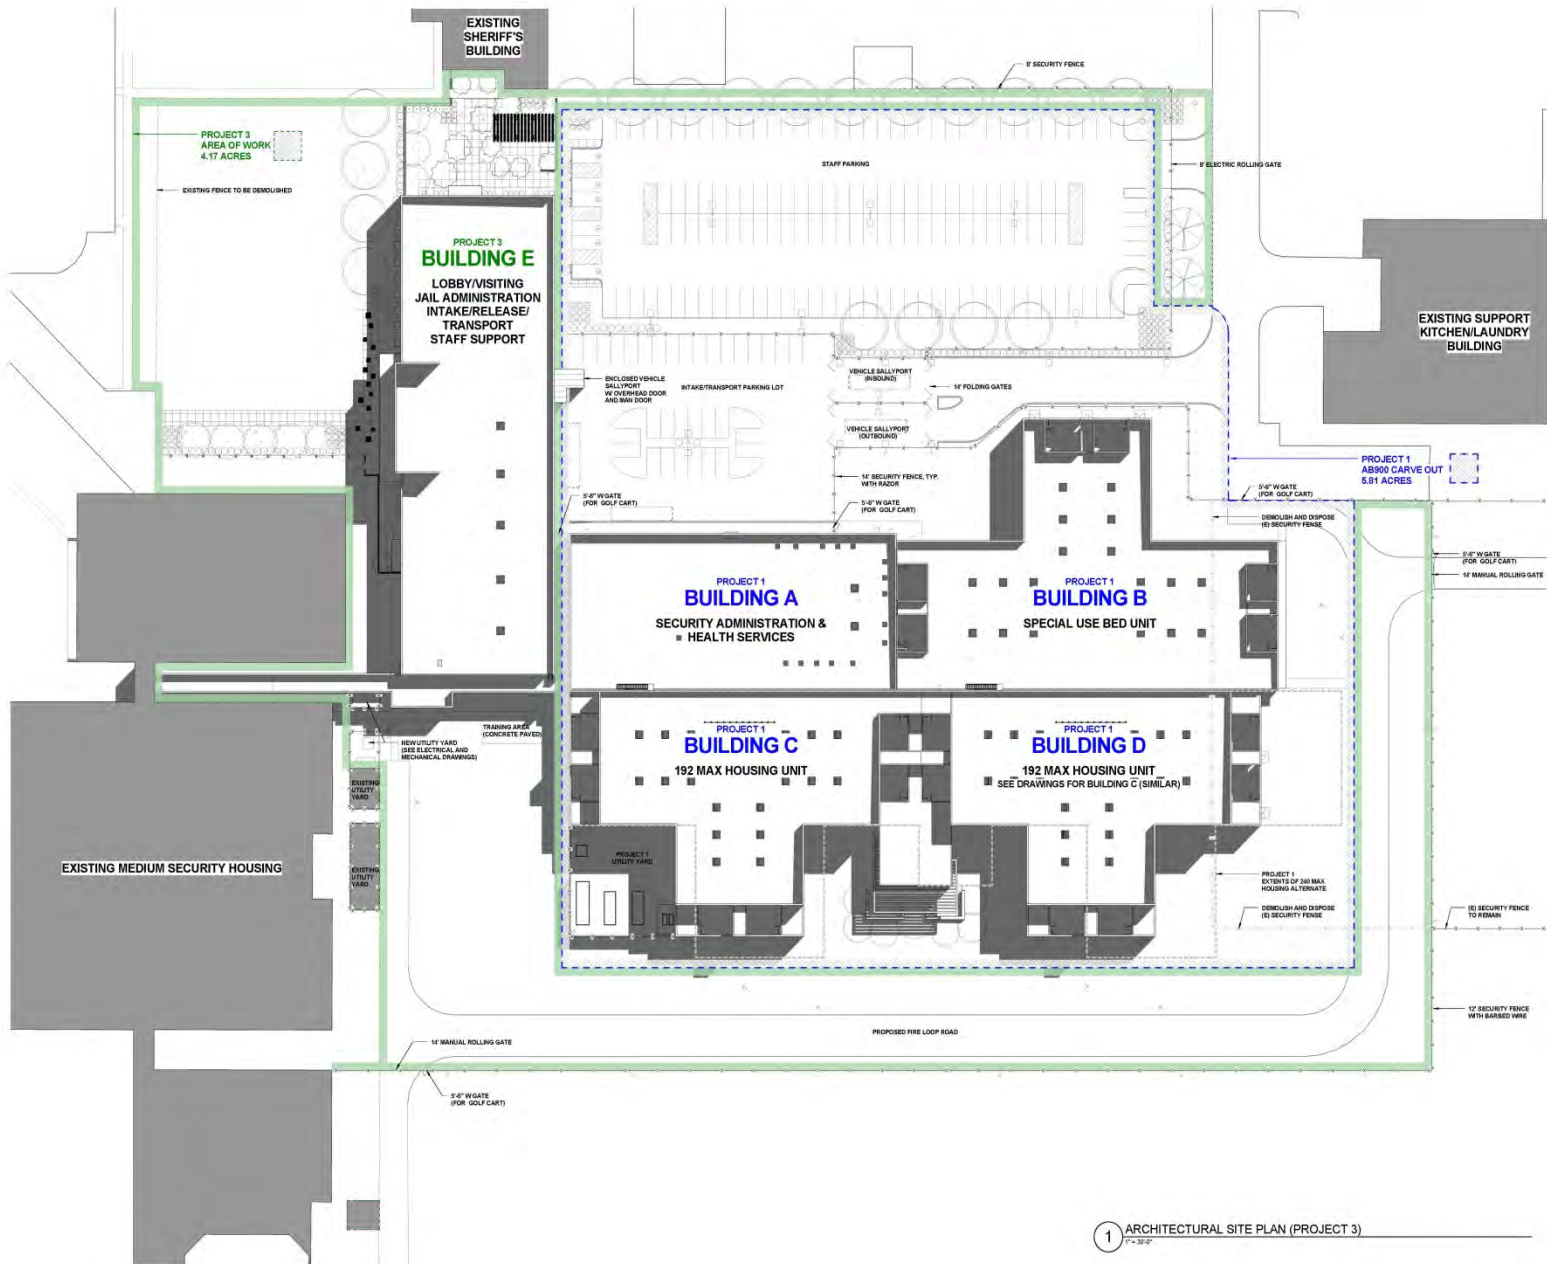 EXISTING
SHERIFF'S
BUILDING
8' SECURITY FENCE
PROJECT 3
AREA OF WORK
4.17 ACRES
STAFF PARKING
8' ELECTRIC ROLLING GATE
EXISTING FENCE TO BE DEMOLISHED
PROJECT 3
BUILDING E
LOBBY/VISITING
JAIL ADMINISTRATION
INTAKE/RELEASE/
TRANSPORT
STAFF SUPPORT
EXISTING SUPPORT
KITCHEN/LAUNDRY
BUILDING
ENCLOSED VEHICLE
SALLYPORT
W/ OVERHEAD DOOR
AND MAN DOOR
INTAKE/TRANSPORT PARKING LOT
VEHICLE SALLYPORT
(INBOUND)
14' FOLDING GATES
VEHICLE SALLYPORT
(OUTBOUND)
PROJECT 1
AB900 CARVE OUT
5.81 ACRES
14' SECURITY FENCE, TYP.
WITH RAZOR
5'-6" W GATE
(FOR GOLF CART)
5'-6" W GATE
(FOR GOLF CART)
5'-6" W GATE
(FOR GOLF CART)
DEMOLISH AND DISPOSE
(E) SECURITY FENSE
5'-6" W GATE
(FOR GOLF CART)
14' MANUAL ROLLING GATE
PROJECT 1
BUILDING A
SECURITY ADMINISTRATION &
HEALTH SERVICES
PROJECT 1
BUILDING B
SPECIAL USE BED UNIT
TRAINING AREA
(CONCRETE PAVED)
NEW UTILITY YARD
(SEE ELECTRICAL AND
MECHANICAL DRAWINGS)
PROJECT 1
BUILDING C
192 MAX HOUSING UNIT
PROJECT 1
BUILDING D
192 MAX HOUSING UNIT
SEE DRAWINGS FOR BUILDING C (SIMILAR)
EXISTING
UTILITY
YARD
EXISTING
UTILITY
YARD
EXISTING MEDIUM SECURITY HOUSING
PROJECT 1
UTILITY YARD
PROJECT 1
EXTENTS OF 240 MAX
HOUSING ALTERNATE
DEMOLISH AND DISPOSE
(E) SECURITY FENSE
(E) SECURITY FENCE
TO REMAIN
12' SECURITY FENCE
WITH BARBED WIRE
PROPOSED FIRE LOOP ROAD
14' MANUAL ROLLING GATE
5'-6" W GATE
(FOR GOLF CART)
1
ARCHITECTURAL SITE PLAN (PROJECT 3)
1" = 30'-0"